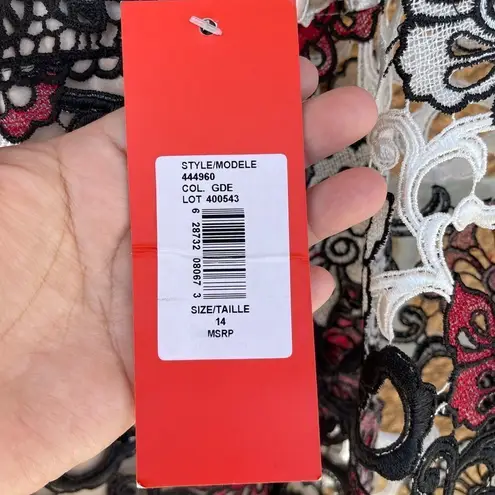 STYLE/MODELE
444960
COL. GDE
LOT 400543
6 28732 08067 3
SIZE/TAILLE
14
MSRP